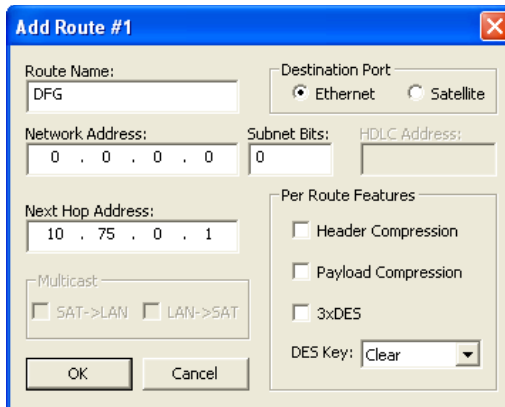 Add Route #1
Route Name:
DFG
Destination Port
Ethernet
Satellite
Network Address:
0 . 0 . 0 . 0
Subnet Bits:
0
HDLC Address:
Next Hop Address:
10 . 75 . 0 . 1
Per Route Features
Header Compression
Payload Compression
3xDES
DES Key: Clear
Multicast
SAT->LAN
LAN->SAT
OK
Cancel